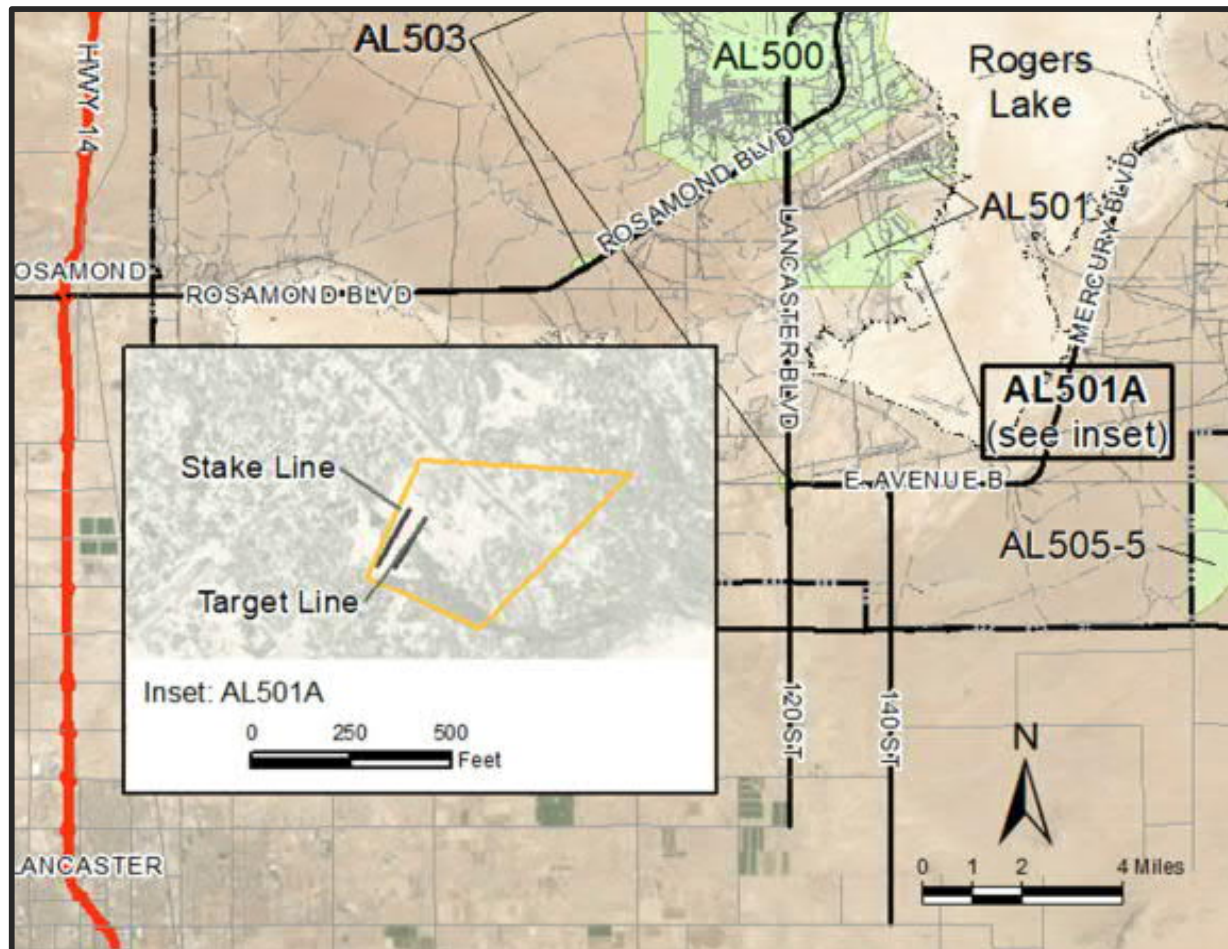 HWY 14
AL503
AL500
Rogers
Lake
ROSAMOND BLVD
LANCASTER BLVD
AL501
MERCURY BLVD
OSAMOND
ROSAMOND BLVD
AL501A
(see inset)
E. AVENUE B
AL505-5
Stake Line
Target Line
Inset: AL501A
0 250 500
Feet
120 ST
140 ST
N
LANCASTER
0 1 2 4 Miles